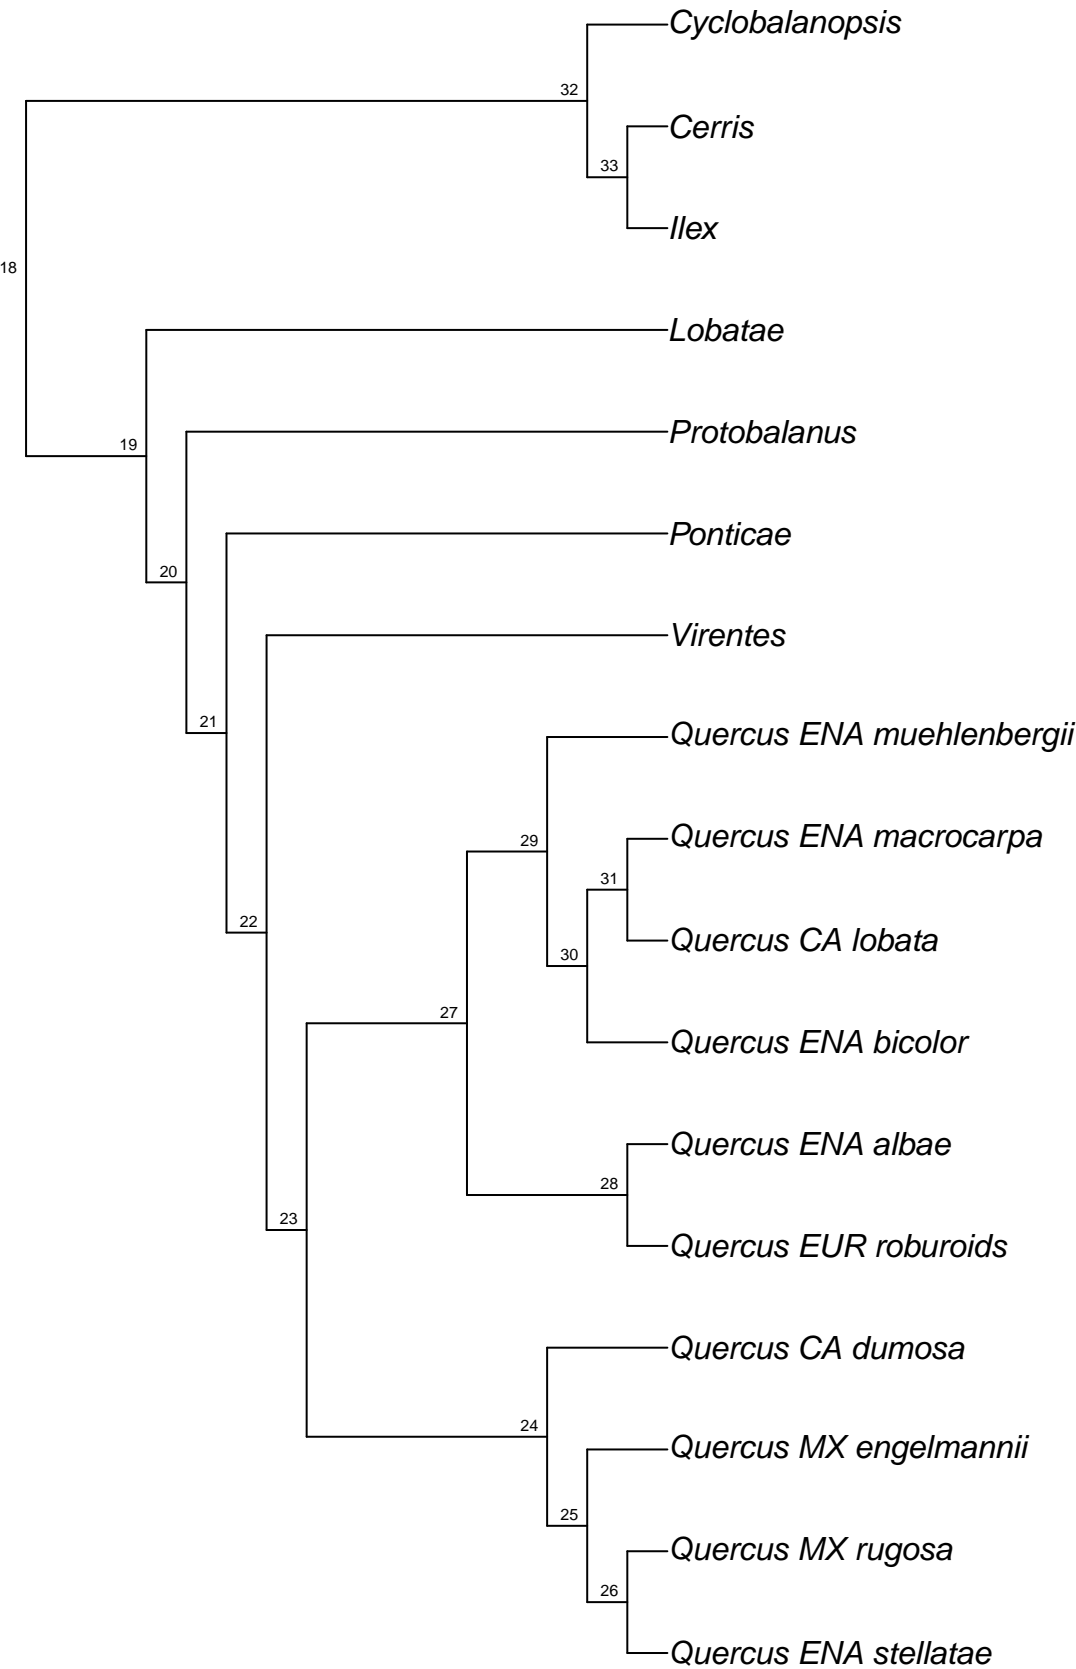 Cyclobalanopsis
32
Cerris
33
Ilex
18
Lobatae
Protobalanus
19
Ponticae
20
Virentes
21
Quercus ENA muehlenbergii
Quercus ENA macrocarpa
29
31
22
Quercus CA lobata
30
27
Quercus ENA bicolor
Quercus ENA albae
28
23
Quercus EUR roburoids
Quercus CA dumosa
24
Quercus MX engelmannii
25
Quercus MX rugosa
26
Quercus ENA stellatae